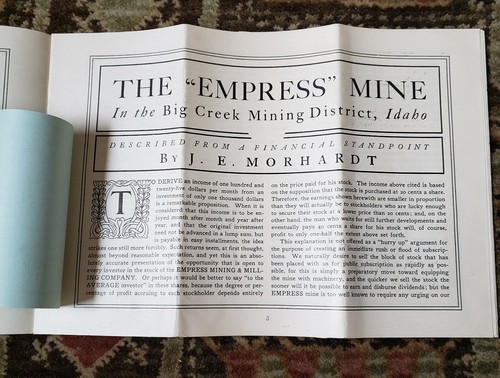 THE "EMPRESS" MINE
In the Big Creek Mining District, Idaho
DESCRIBED FROM A FINANCIAL STANDPOINT
BY J. E. MORHARDT
TO DERIVE an income of one hundred and
twenty-five dollars per month from an
investment of only one thousand dollars
is a remarkable proposition. When it is
considered that this income is to be en-
joyed month after month and year after
year, and that the original investment
need not be advanced in a lump sum, but
is payable in easy installments, the idea
strikes one still more forcibly. Such returns seem, at first thought,
almost beyond reasonable expectation, and yet this is an abso-
lutely accurate presentation of the opportunity that is open to
every investor in the stock of the EMPRESS MINING & MILL-
ING COMPANY. Or perhaps it would be better to say "to the
AVERAGE investor" in these shares, because the degree or per-
centage of profit accruing to each stockholder depends entirely
on the price paid for his stock. The income above cited is based
on the supposition that the stock is purchased at 20 cents a share.
Therefore, the earnings shown herewith are smaller in proportion
than they will actually be to stockholders who are lucky enough
to secure their stock at a lower price than 20 cents; and, on the
other hand, the man who waits for still further developments and
eventually pays 40 cents a share for his stock will, of course,
profit to only one-half the extent above set forth.
This explanation is not offered as a "hurry up" argument for
the purpose of creating an immediate rush or flood of subscrip-
tions. We naturally desire to sell the block of stock that has
been placed with us for public subscription as rapidly as pos-
sible, for this is simply a preparatory move toward equipping
the mine with machinery, and the quicker we sell the stock the
sooner will it be possible to earn and disburse dividends; but the
EMPRESS mine is too well known to require any urging on our
3